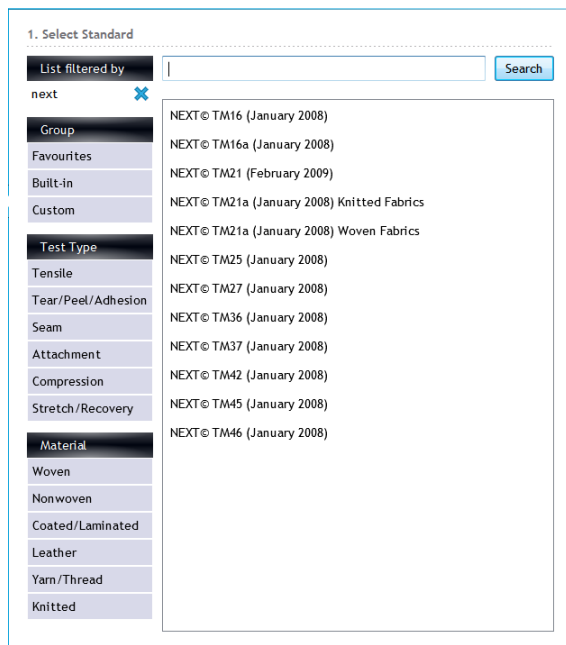 1. Select Standard
List filtered by
next
Search
Group
Favourites
Built-in
Custom
Test Type
Tensile
Tear/Peel/Adhesion
Seam
Attachment
Compression
Stretch/Recovery
Material
Woven
Nonwoven
Coated/Laminated
Leather
Yarn/Thread
Knitted
NEXT© TM16 (January 2008)
NEXT© TM16a (January 2008)
NEXT© TM21 (February 2009)
NEXT© TM21a (January 2008) Knitted Fabrics
NEXT© TM21a (January 2008) Woven Fabrics
NEXT© TM25 (January 2008)
NEXT© TM27 (January 2008)
NEXT© TM36 (January 2008)
NEXT© TM37 (January 2008)
NEXT© TM42 (January 2008)
NEXT© TM45 (January 2008)
NEXT© TM46 (January 2008)